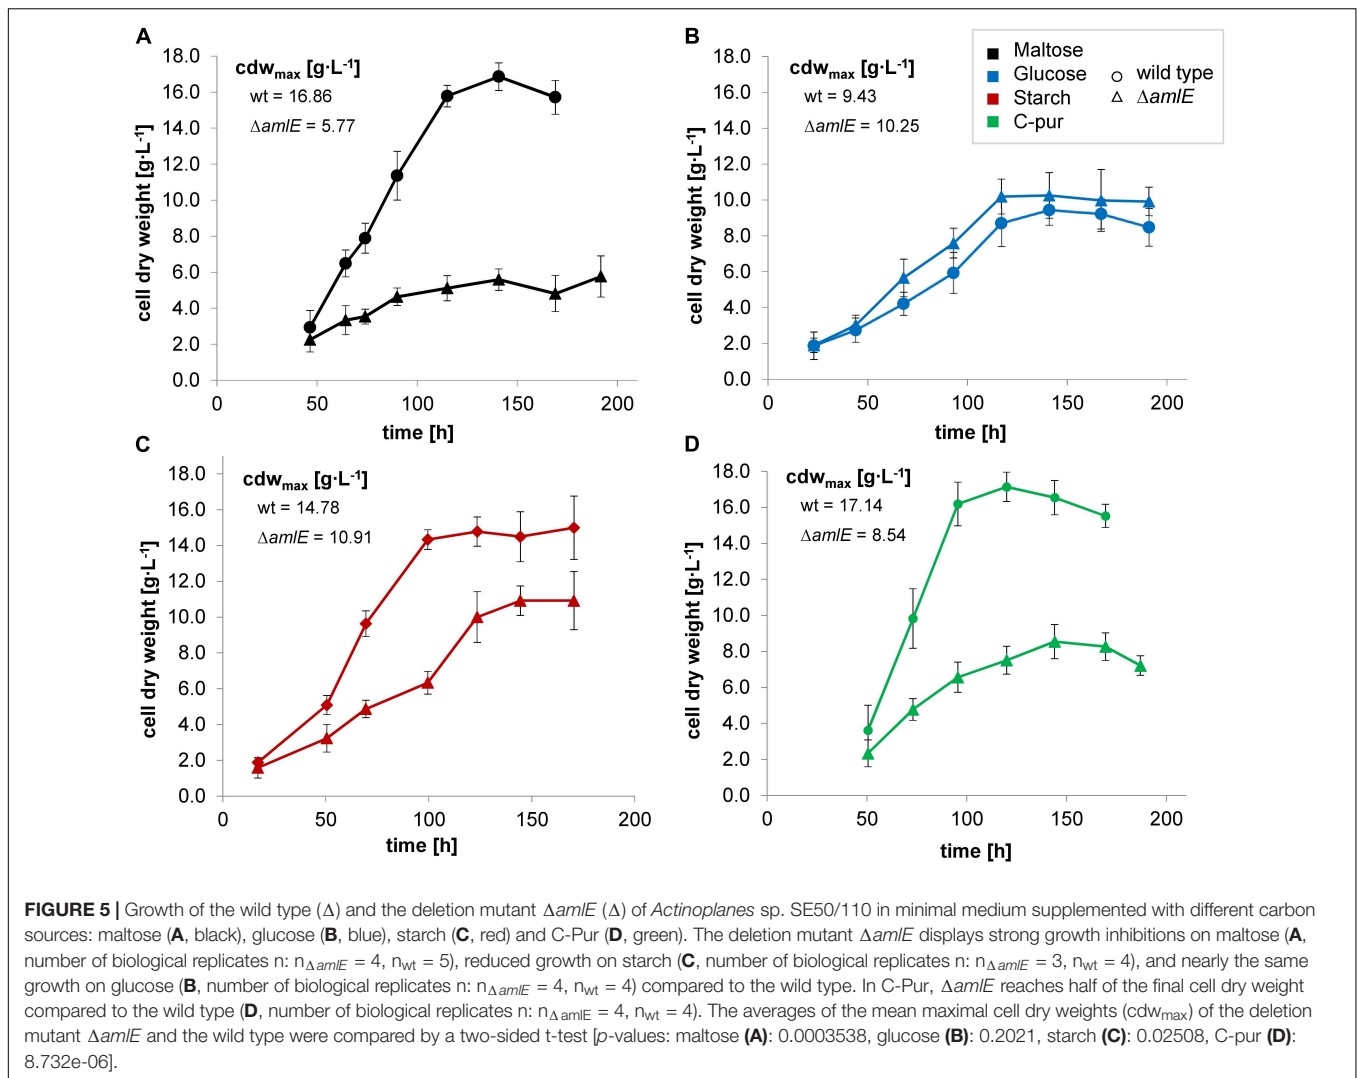 A
18.0
16.0
14.0
12.0
10.0
8.0
6.0
4.0
2.0
0.0
cell dry weight [g·L-1]
cdwmax [g·L-1]
wt = 16.86
ΔamlE = 5.77
0 50 100 150 200
time [h]
B
18.0
16.0
14.0
12.0
10.0
8.0
6.0
4.0
2.0
0.0
cell dry weight [g·L-1]
cdwmax [g·L-1]
wt = 9.43
ΔamlE = 10.25
Maltose
Glucose
Starch
C-pur
wild type
ΔamlE
0 50 100 150 200
time [h]
C
18.0
16.0
14.0
12.0
10.0
8.0
6.0
4.0
2.0
0.0
cell dry weight [g·L-1]
cdwmax [g·L-1]
wt = 14.78
ΔamlE = 10.91
0 50 100 150 200
time [h]
D
18.0
16.0
14.0
12.0
10.0
8.0
6.0
4.0
2.0
0.0
cell dry weight [g·L-1]
cdwmax [g·L-1]
wt = 17.14
ΔamlE = 8.54
0 50 100 150 200
time [h]
FIGURE 5 | Growth of the wild type (Δ) and the deletion mutant ΔamlE (Δ) of Actinoplanes sp. SE50/110 in minimal medium supplemented with different carbon
sources: maltose (A, black), glucose (B, blue), starch (C, red) and C-Pur (D, green). The deletion mutant ΔamlE displays strong growth inhibitions on maltose (A,
number of biological replicates n: nΔamlE = 4, nwt = 5), reduced growth on starch (C, number of biological replicates n: nΔamlE = 3, nwt = 4), and nearly the same
growth on glucose (B, number of biological replicates n: nΔamlE = 4, nwt = 4) compared to the wild type. In C-Pur, ΔamlE reaches half of the final cell dry weight
compared to the wild type (D, number of biological replicates n: nΔamlE = 4, nwt = 4). The averages of the mean maximal cell dry weights (cdwmax) of the deletion
mutant ΔamlE and the wild type were compared by a two-sided t-test [p-values: maltose (A): 0.0003538, glucose (B): 0.2021, starch (C): 0.02508, C-pur (D):
8.732e-06].